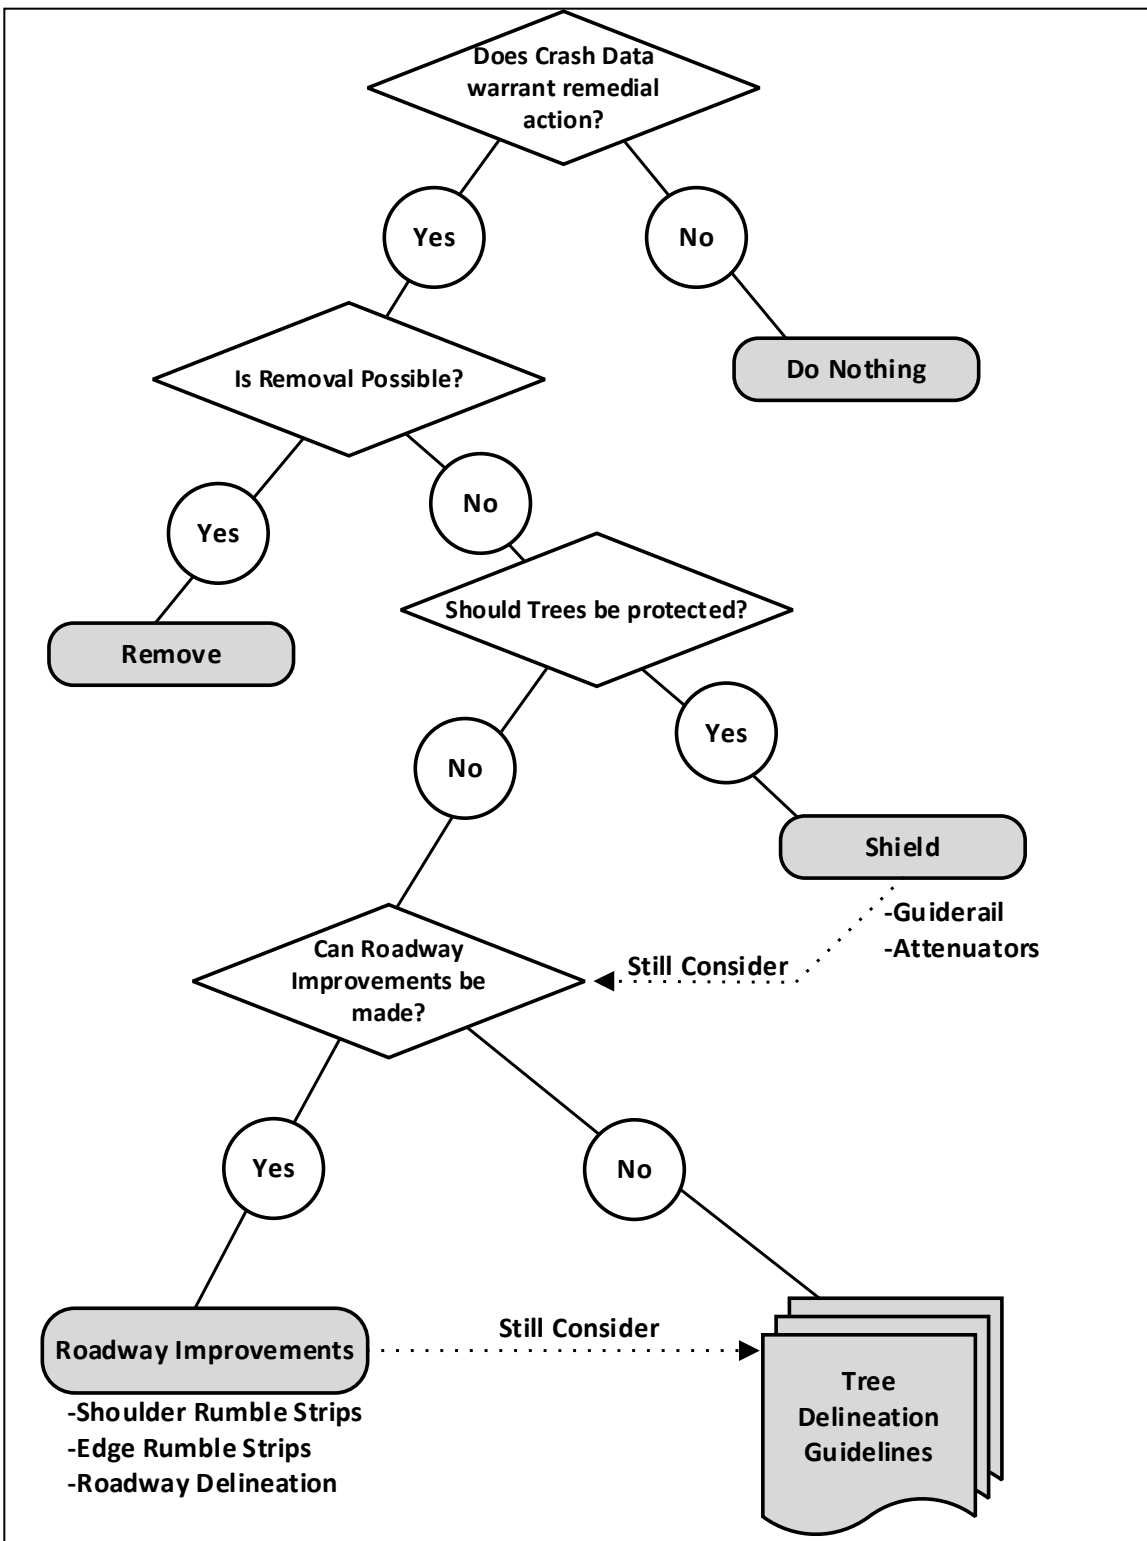 Does Crash Data
warrant remedial
action?
Yes
No
Is Removal Possible?
Do Nothing
Yes
No
Should Trees be protected?
Remove
No
Yes
Shield
-Guiderail
-Attenuators
Can Roadway
Improvements be
made?
Still Consider
Yes
No
Roadway Improvements
Still Consider
-Shoulder Rumble Strips
-Edge Rumble Strips
-Roadway Delineation
Tree
Delineation
Guidelines